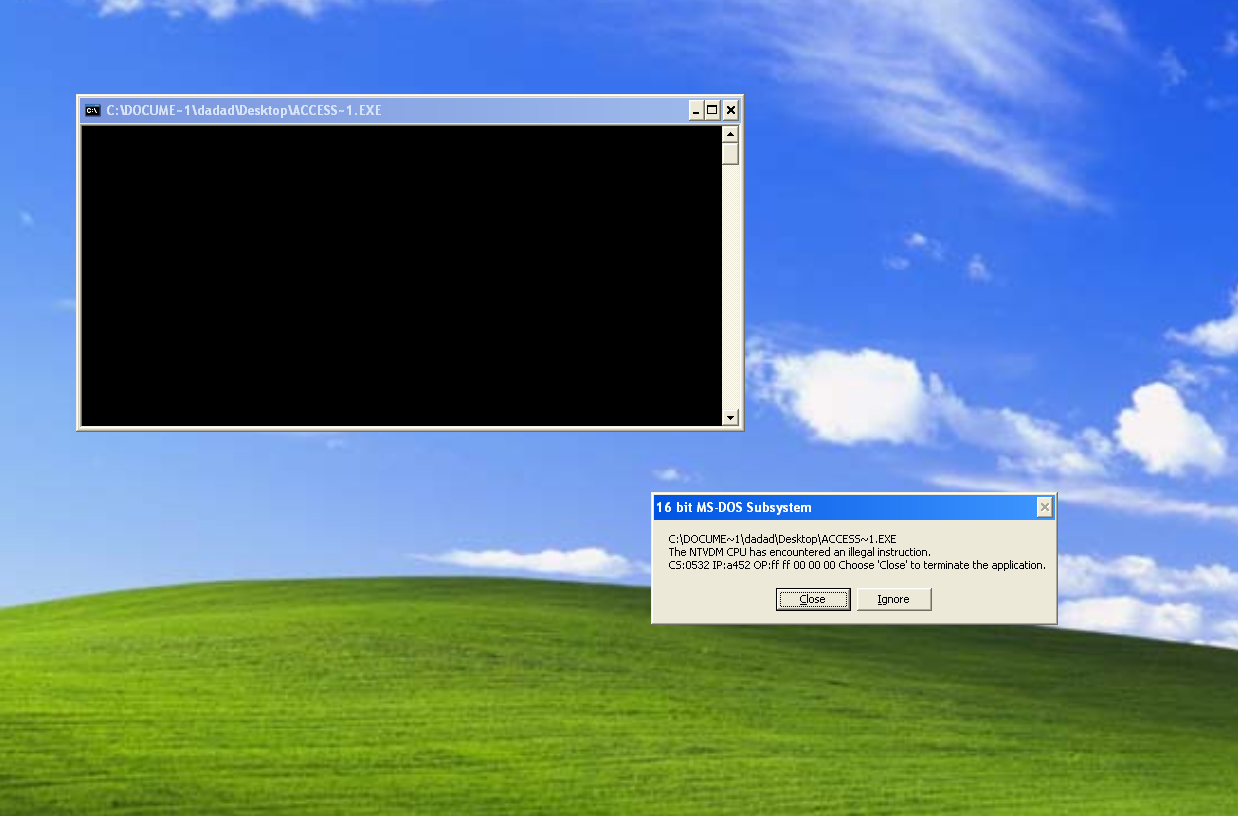 C:\DOCUME~1\dadad\Desktop\ACCESS~1.EXE
16 bit MS-DOS Subsystem
C:\DOCUME~1\dadad\Desktop\ACCESS~1.EXE
The NTVDM CPU has encountered an illegal instruction.
CS:0532 IP:a452 OP:ff ff 00 00 00 Choose 'Close' to terminate the application.
Close
Ignore